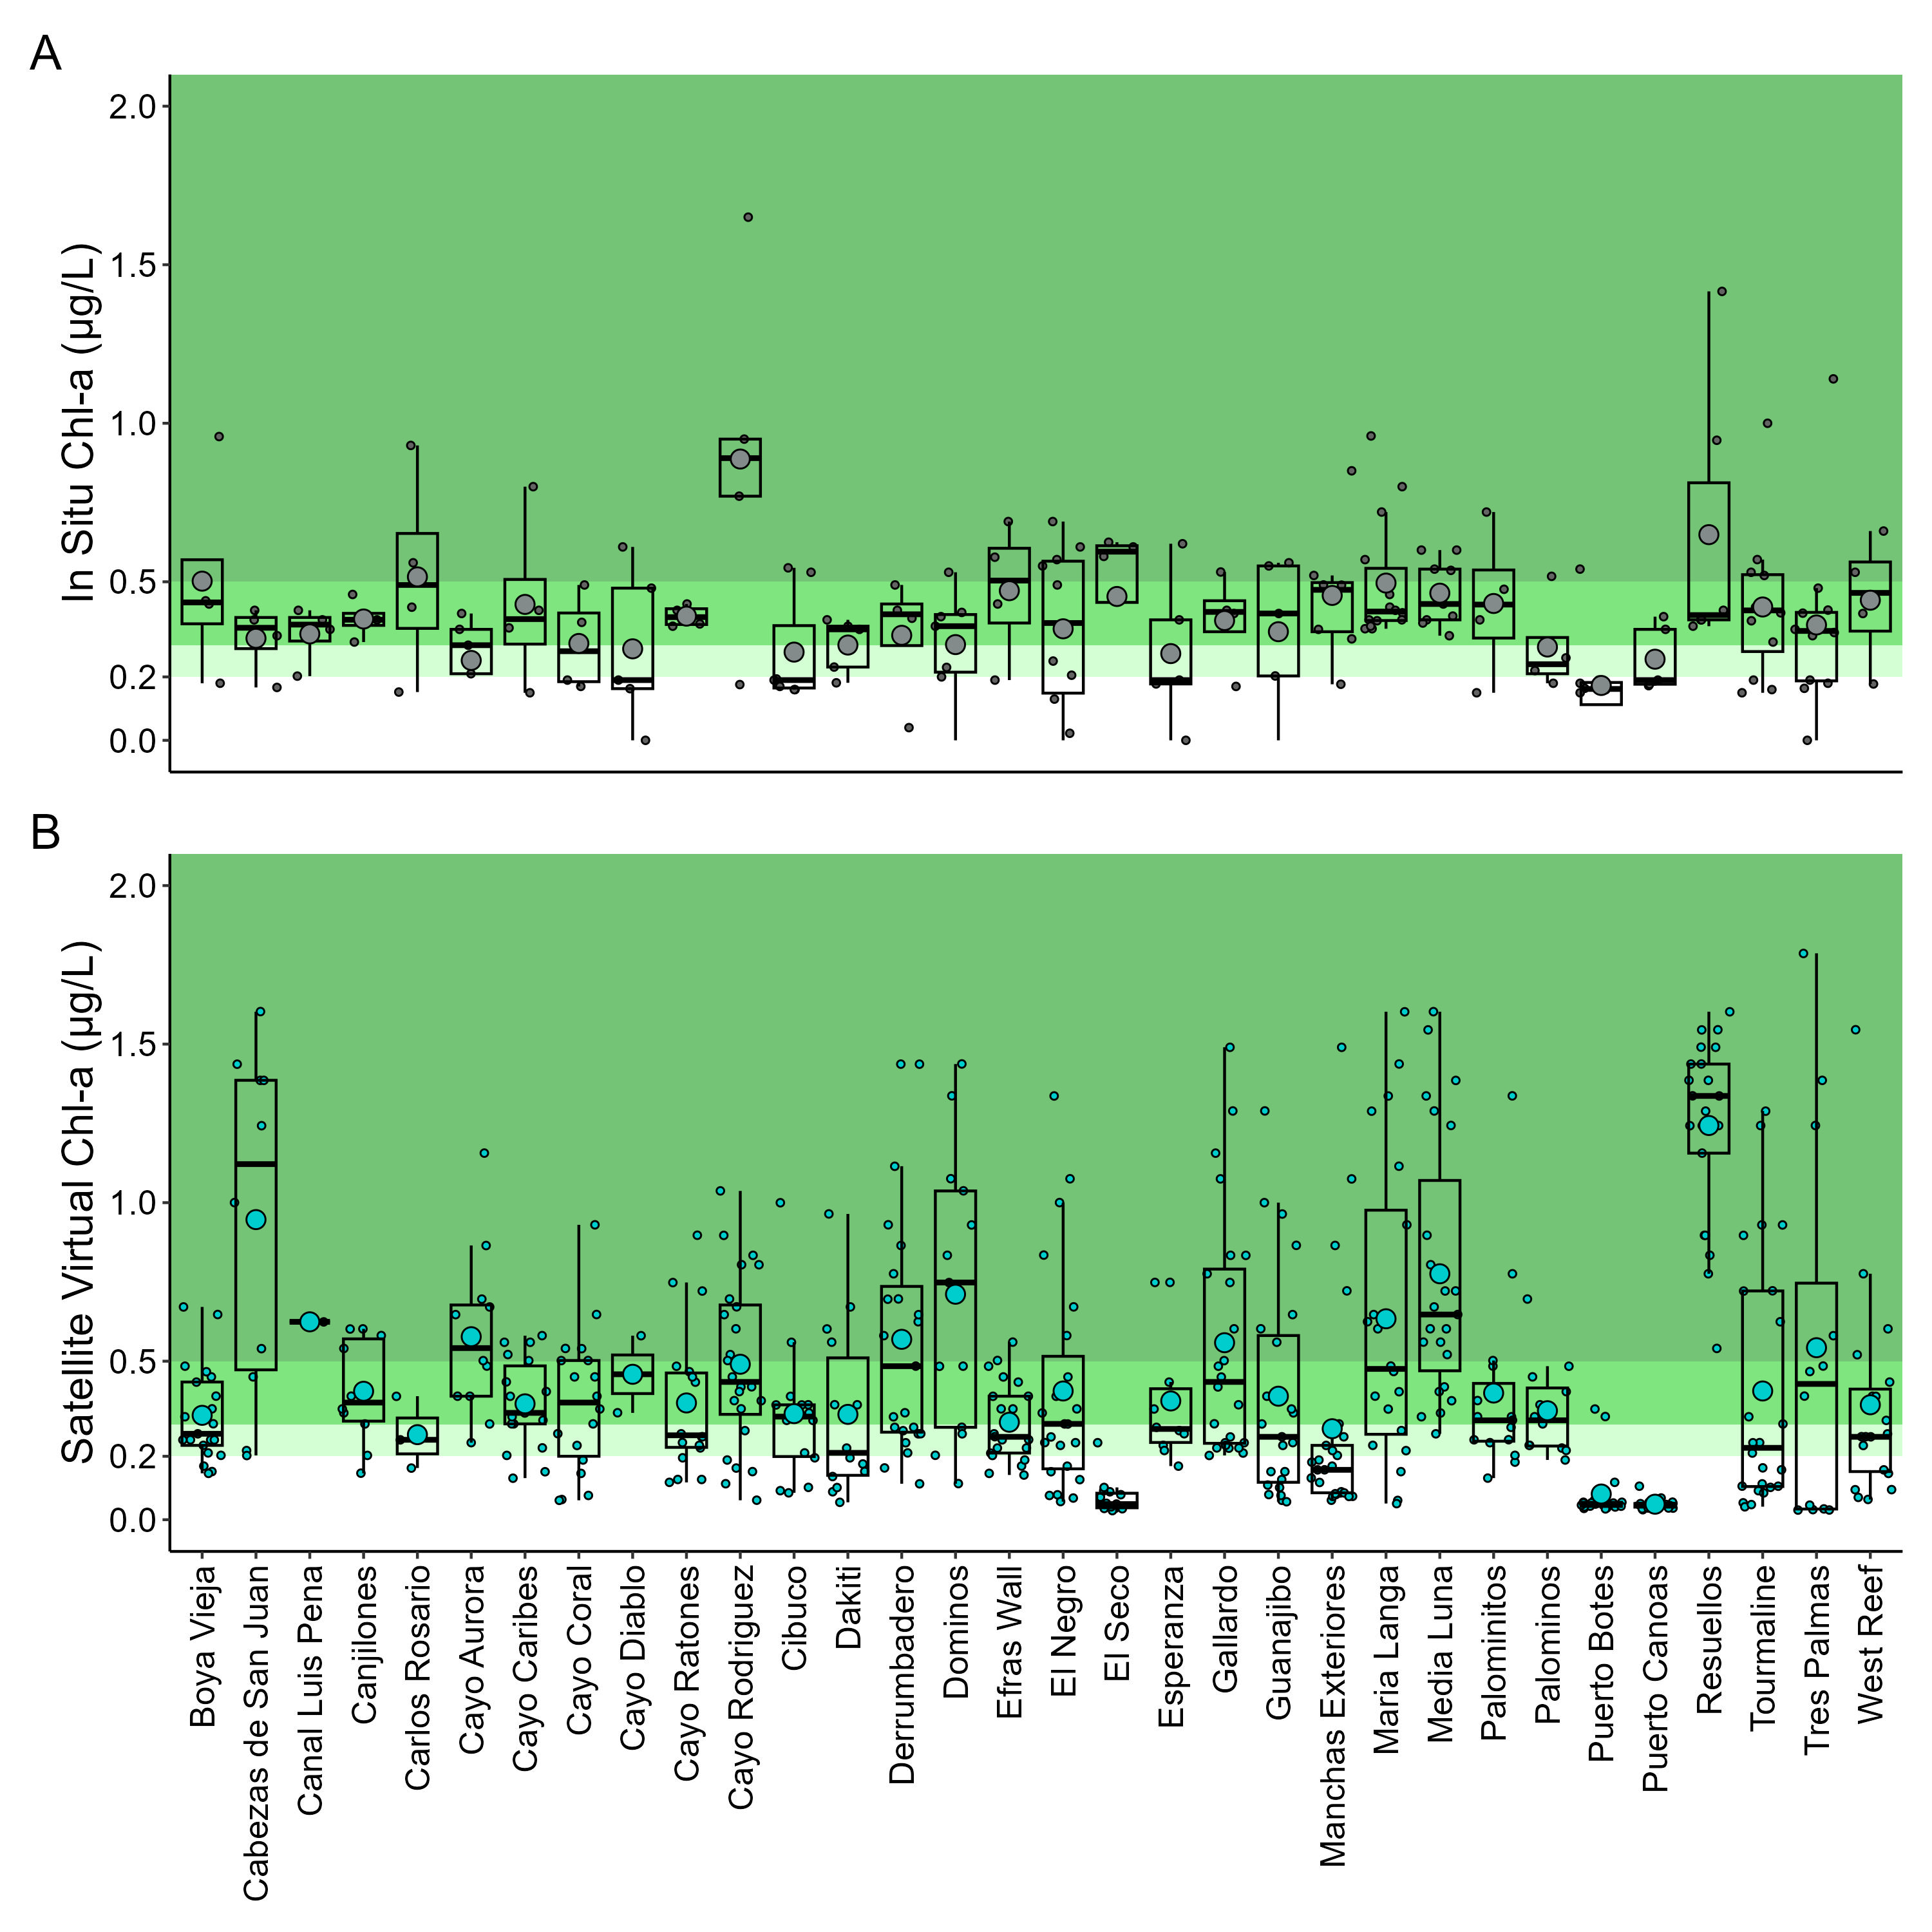 A
In Situ Chl-a (µg/L)
2.0
1.5
1.0
0.5
0.2
0.0
B
Satellite Virtual Chl-a (µg/L)
2.0
1.5
1.0
0.5
0.2
0.0
Boya Vieja
Cabezas de San Juan
Canal Luis Pena
Canjilones
Carlos Rosario
Cayo Aurora
Cayo Caribes
Cayo Coral
Cayo Diablo
Cayo Ratones
Cayo Rodriguez
Cibuco
Dakiti
Derrumbadero
Dominos
Efras Wall
El Negro
El Seco
Esperanza
Gallardo
Guanajibo
Manchas Exteriores
Maria Langa
Media Luna
Palominitos
Palominos
Puerto Botes
Puerto Canoas
Resuellos
Tourmaline
Tres Palmas
West Reef